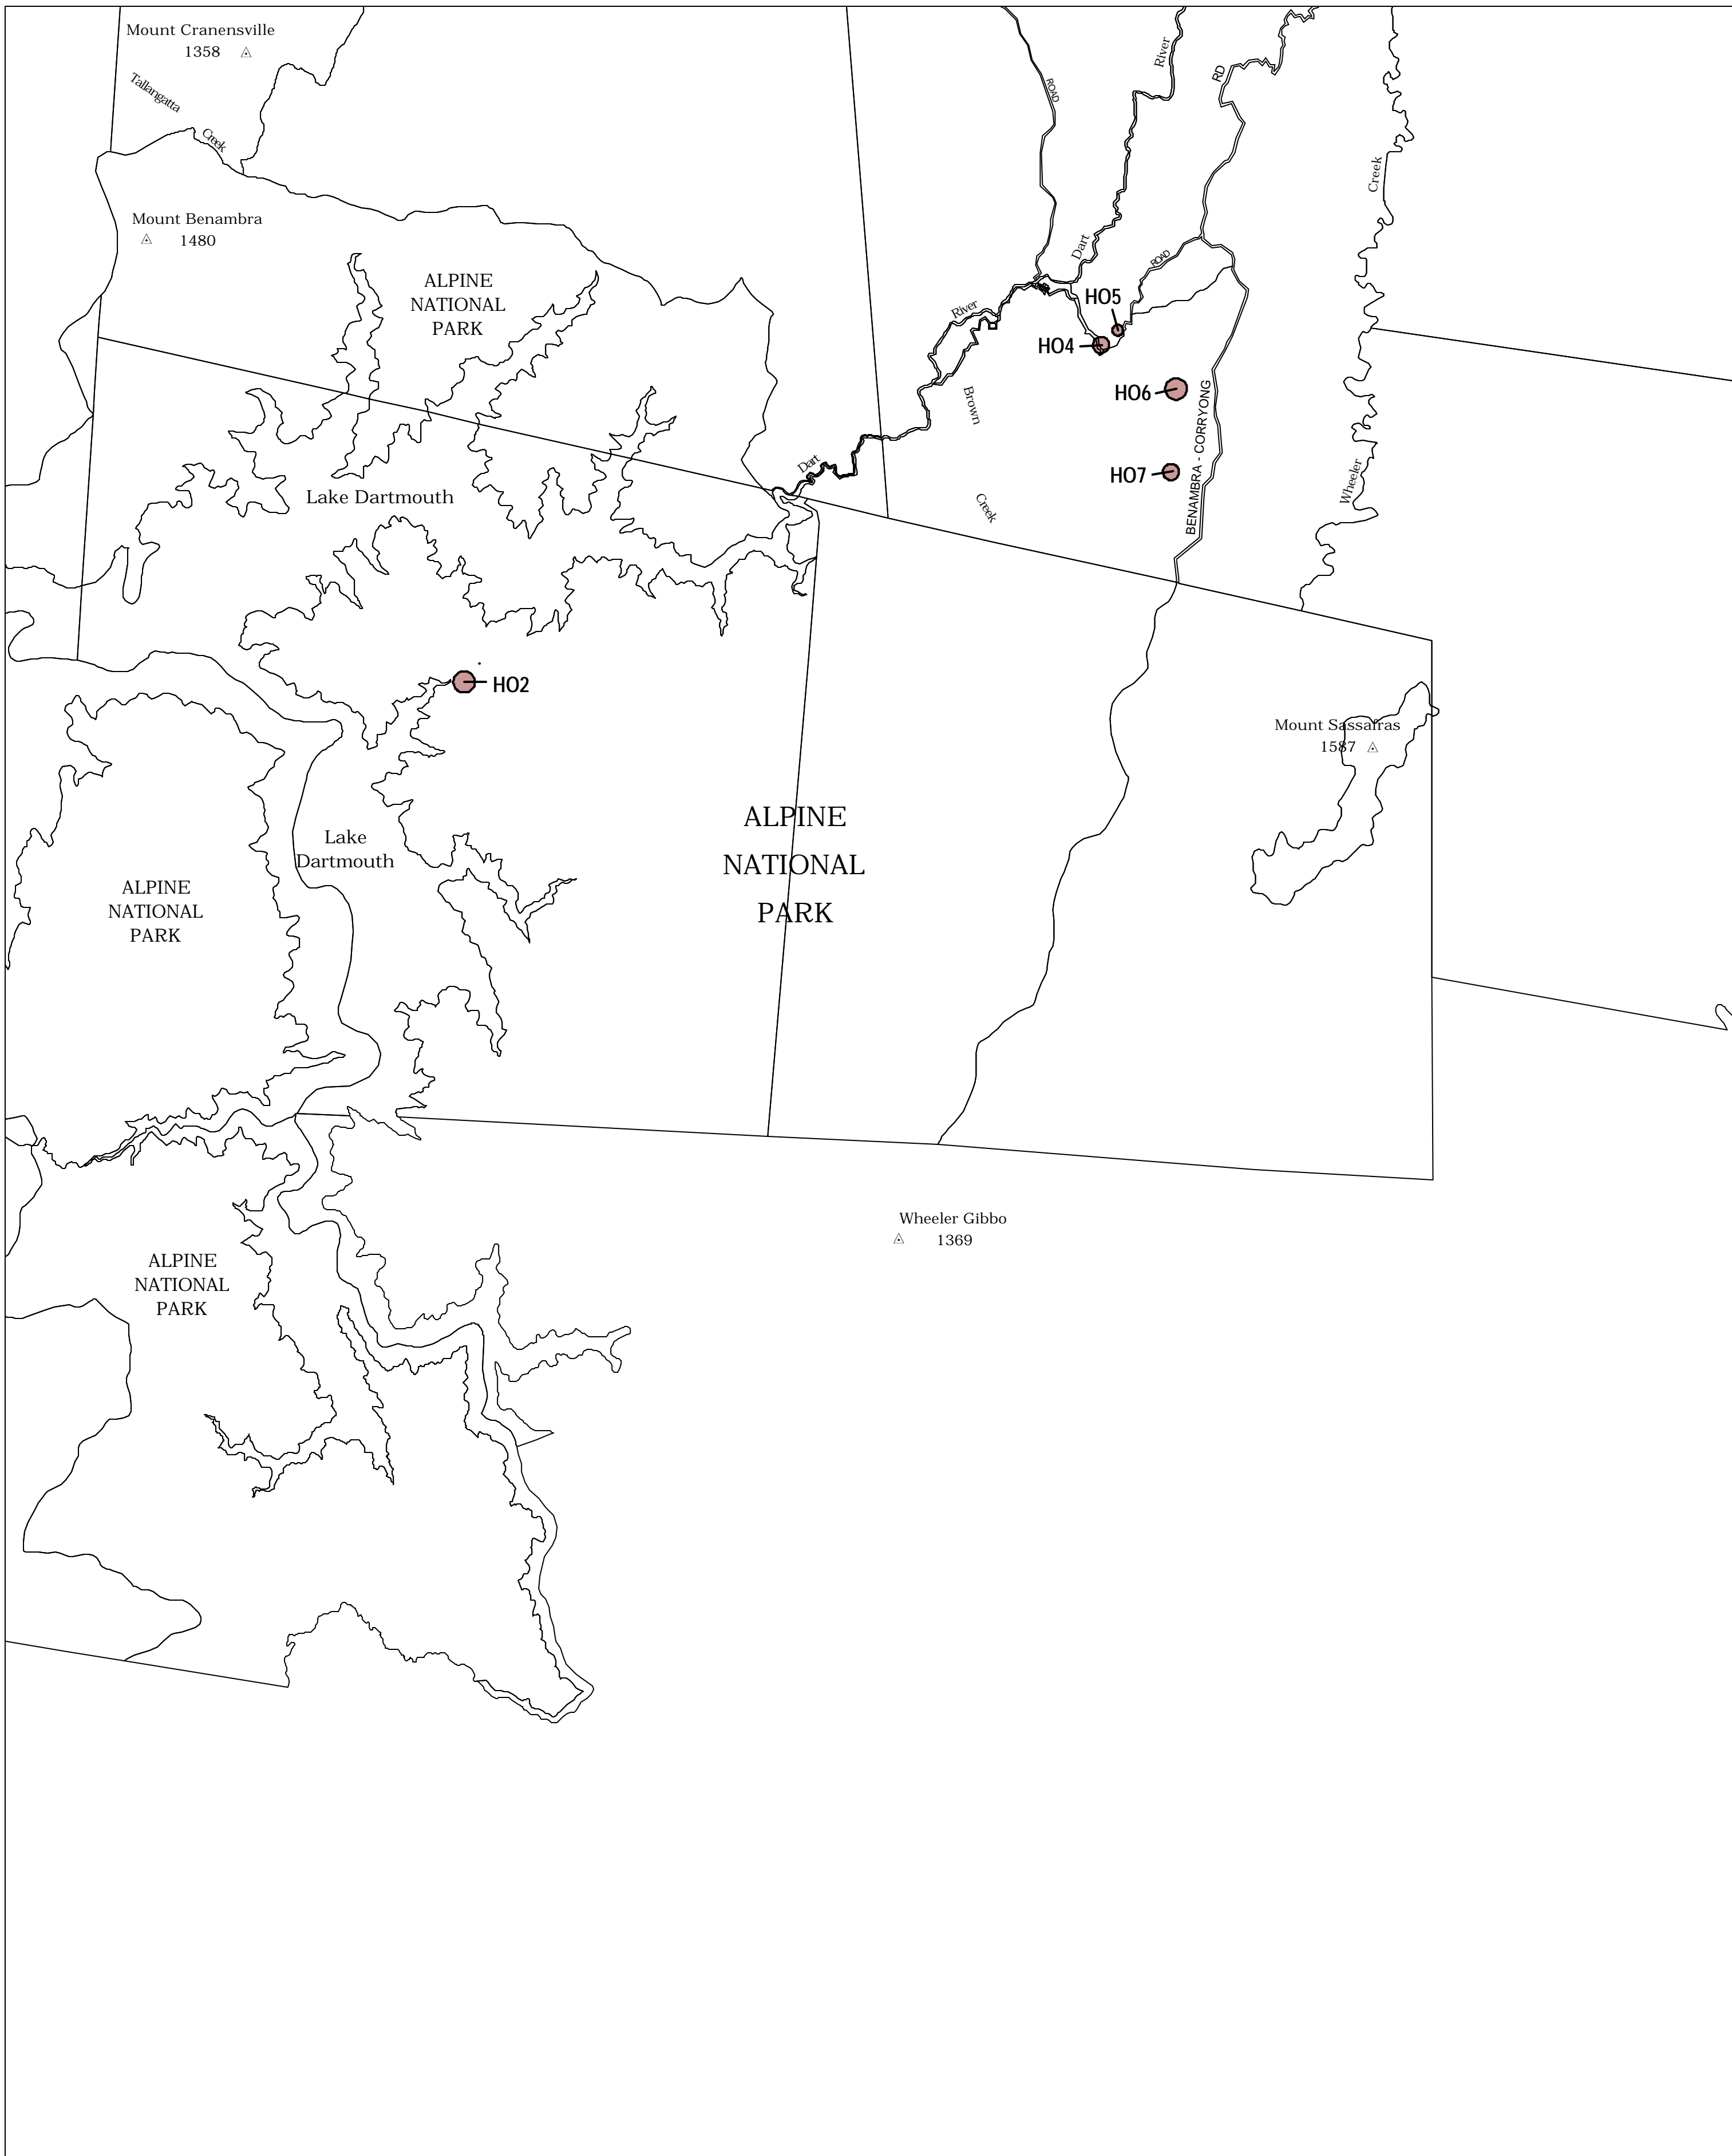 Mount Cranensville
1358
Tallangatta
Creek
Mount Benambra
1480
ALPINE
NATIONAL
PARK
ROAD
River
RD
Creek
Dart
ROAD
River
HO5
HO4
HO6
Brown
HO7
BENAMBRA - CORRYONG
Dart
Wheeler
Lake Dartmouth
Creek
HO2
Mount Sassafras
1587
ALPINE
NATIONAL
PARK
Lake
Dartmouth
ALPINE
NATIONAL
PARK
Wheeler Gibbo
1369
ALPINE
NATIONAL
PARK